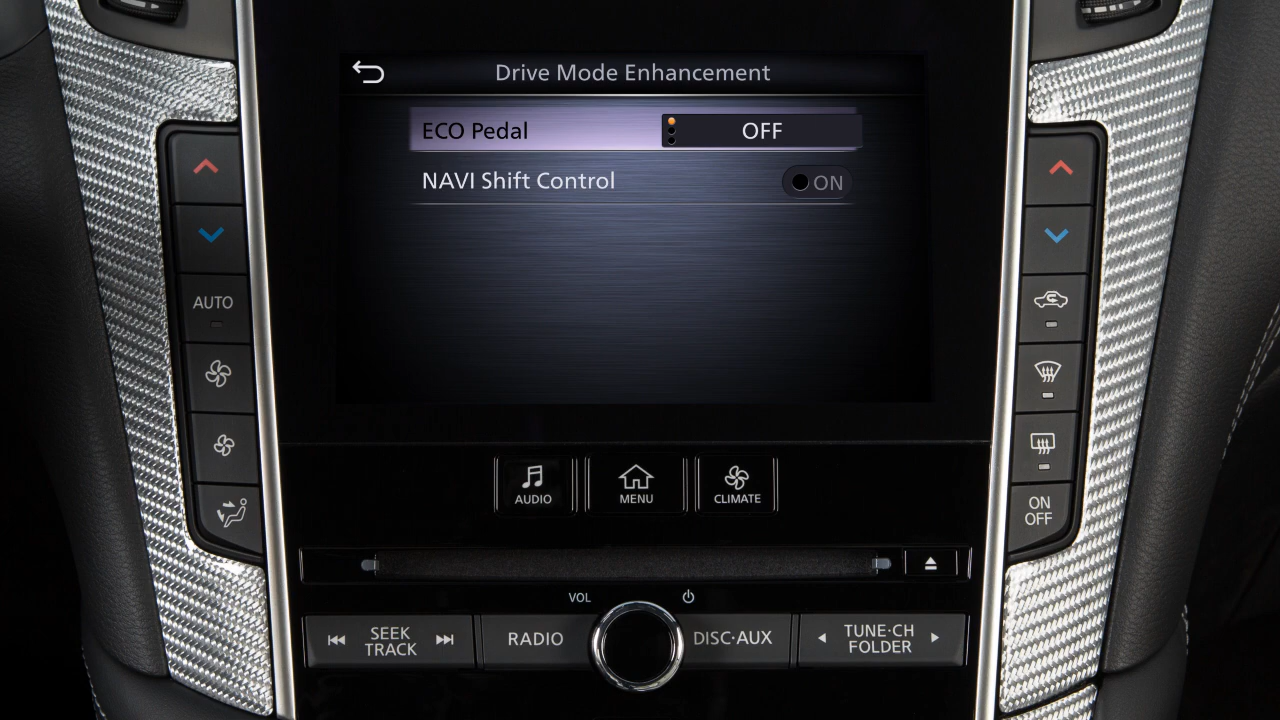 Drive Mode Enhancement
ECO Pedal OFF
NAVI Shift Control ON
AUTO
AUDIO MENU CLIMATE
ON
OFF
VOL
SEEK
TRACK
RADIO
DISC·AUX
TUNE·CH
FOLDER